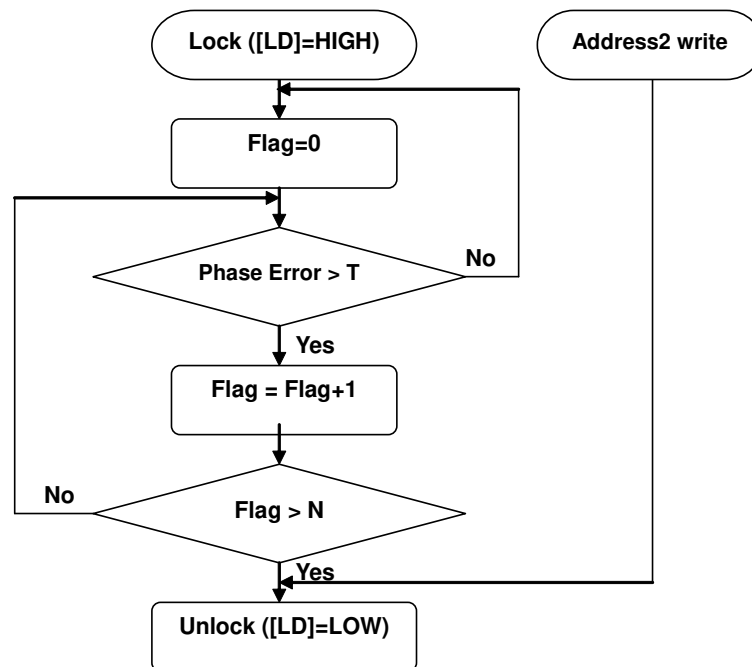 Lock ([LD]=HIGH)
Address2 write
Flag=0
Phase Error > T
No
Yes
Flag = Flag+1
No
Flag > N
Yes
Unlock ([LD]=LOW)